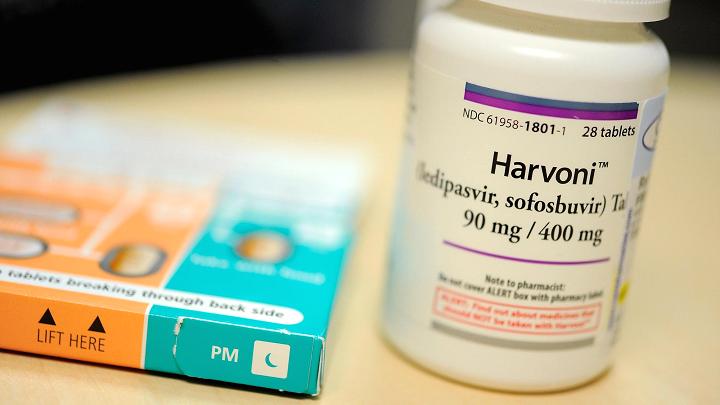 tablets breaking through back side
LIFT HERE
PM
NDC 61958-1801-1 28 tablets
Harvoni™
(ledipasvir, sofosbuvir) Ta
90 mg / 400 mg
Note to pharmacist:
Do not cover ALERT box with pharmacy label.
ALERT: Find out about medicines that
should NOT be taken with Harvoni™